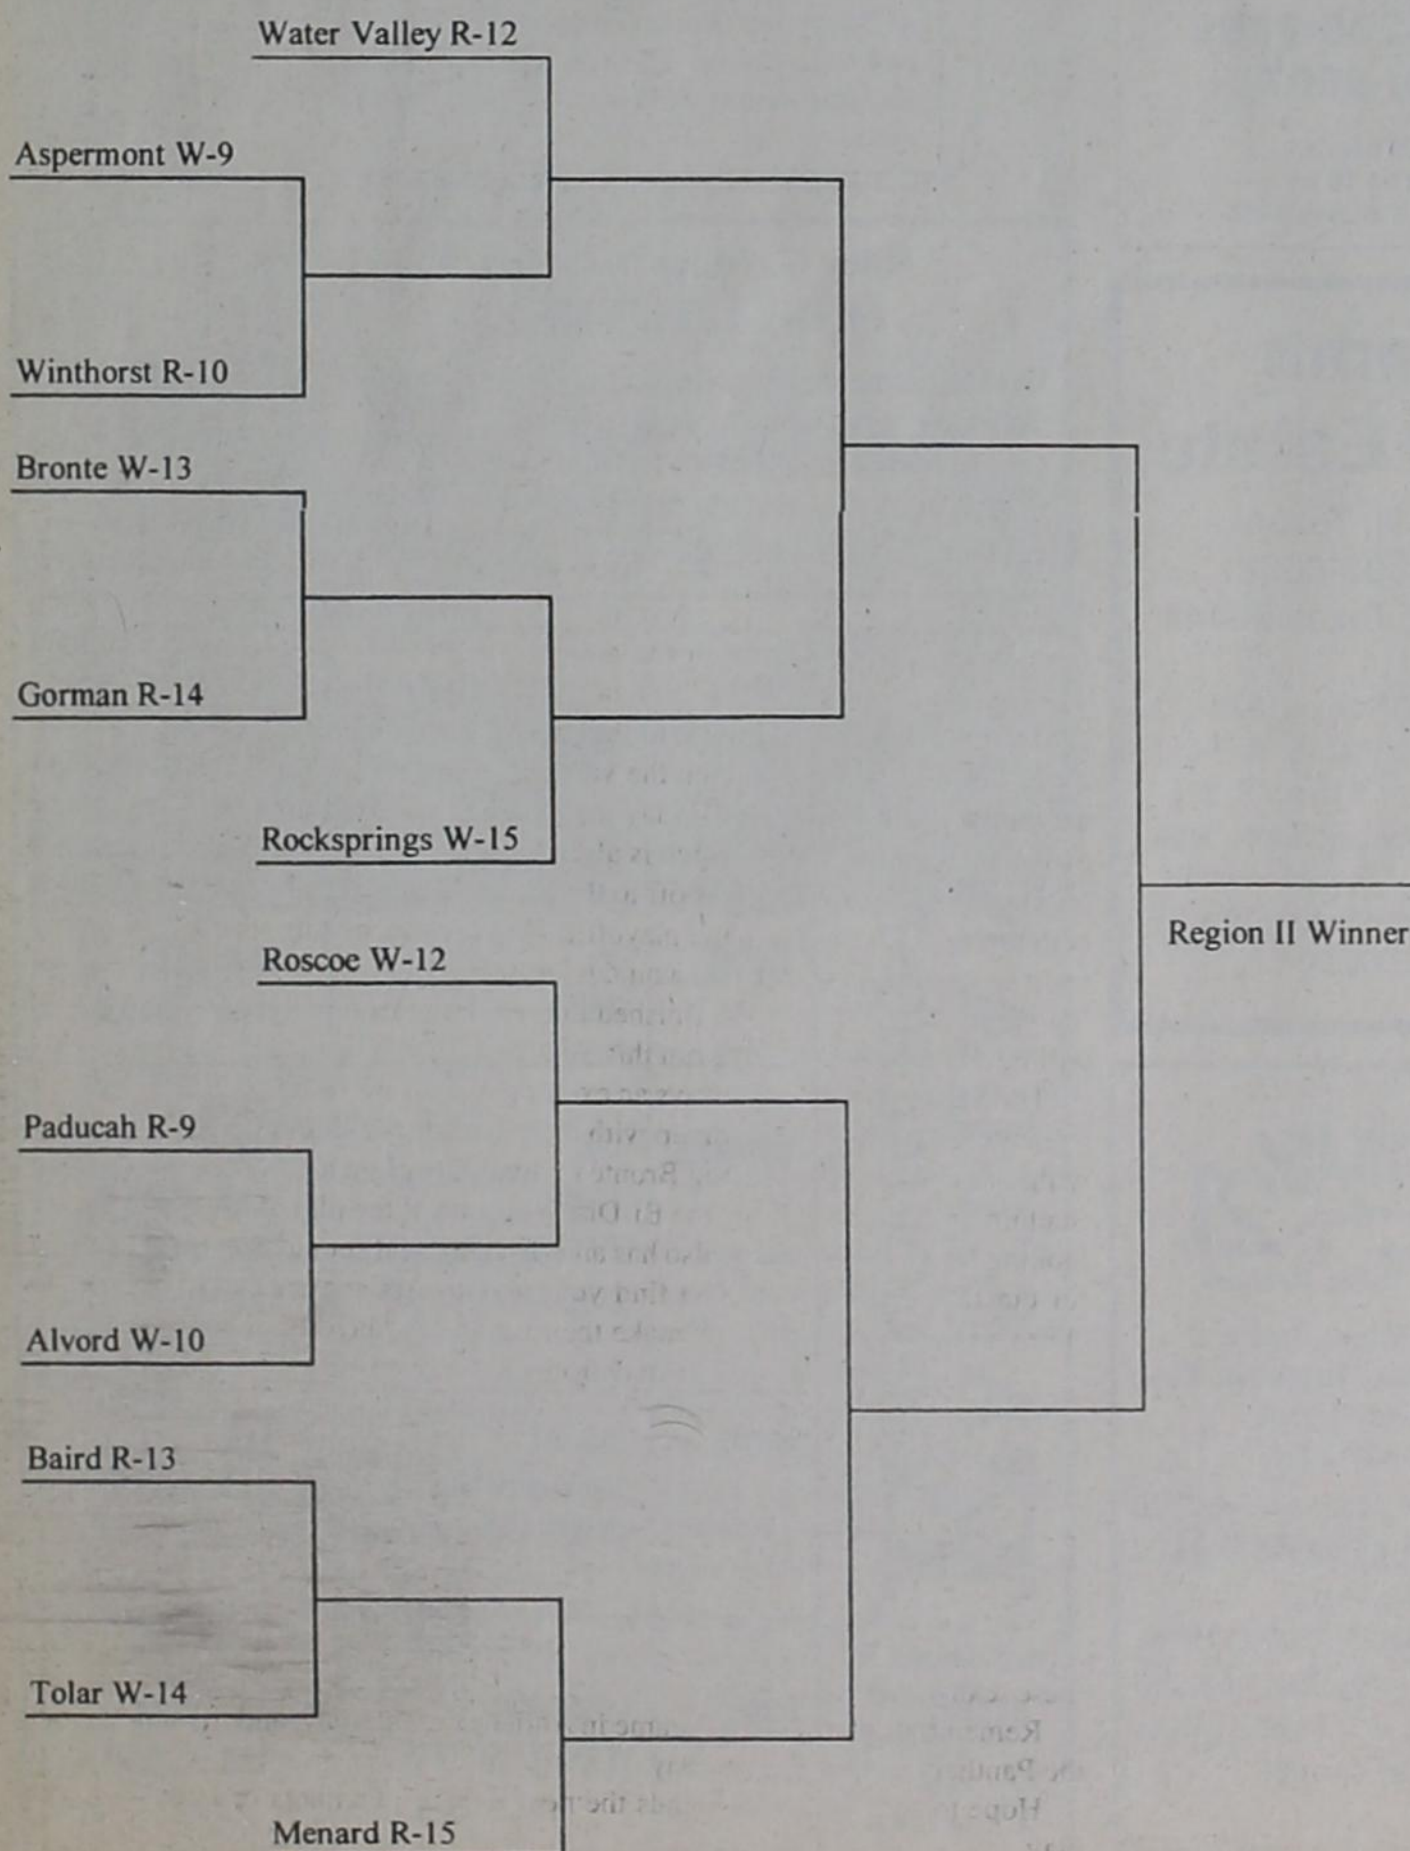 Water Valley R-12
Aspermont W-9
Winthorst R-10
Bronte W-13
Gorman R-14
Rocksprings W-15
Region II Winner
Roscoe W-12
Paducah R-9
Alvord W-10
Baird R-13
Tolar W-14
Menard R-15